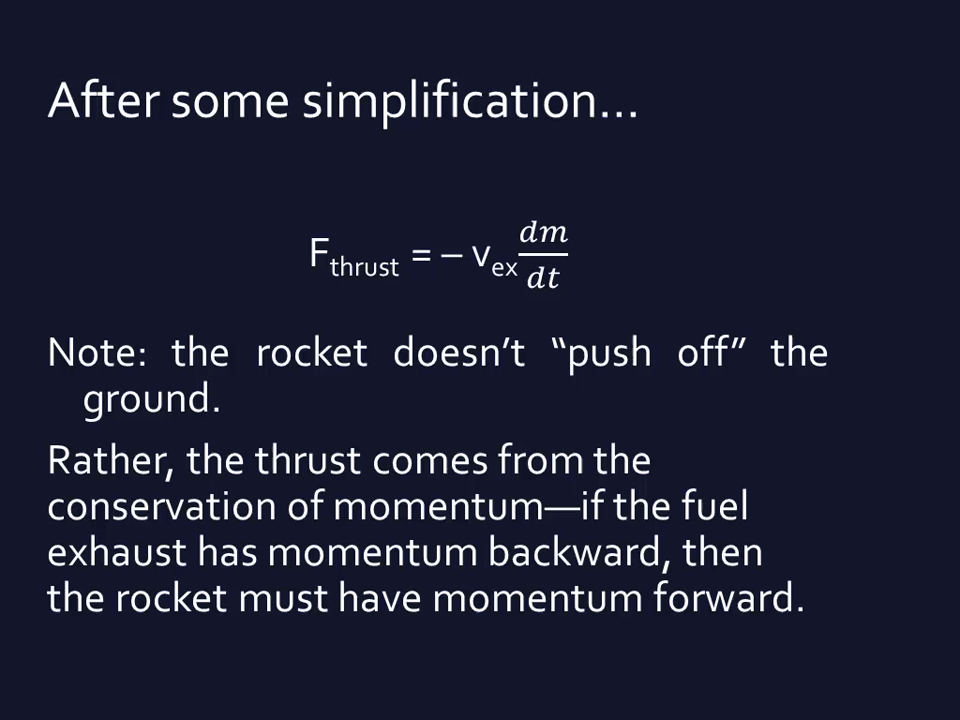 After some simplification…
F_thrust = – v_ex dm/dt
Note: the rocket doesn’t “push off” the
ground.
Rather, the thrust comes from the
conservation of momentum—if the fuel
exhaust has momentum backward, then
the rocket must have momentum forward.